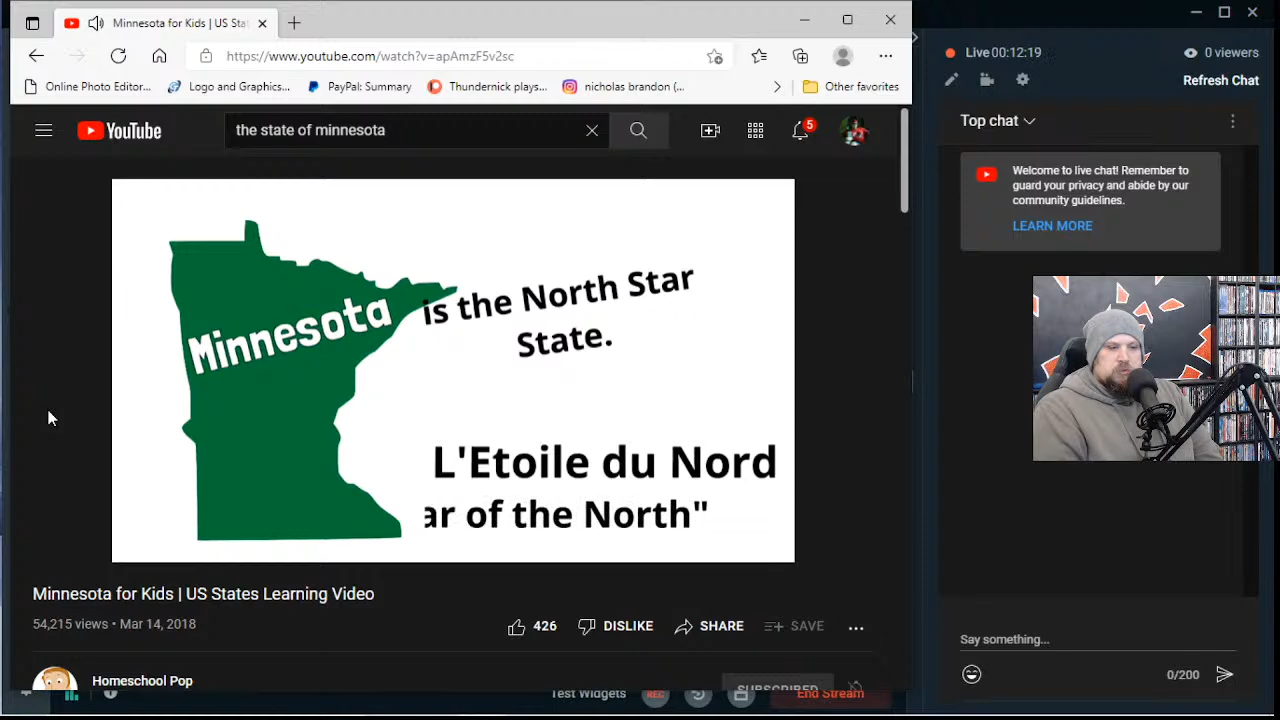 Minnesota for Kids | US Sta
https://www.youtube.com/watch?v=apAmzF5v2sc
Online Photo Editor...
Logo and Graphics...
PayPal: Summary
Thundernick plays...
nicholas brandon (...
Other favorites
YouTube
the state of minnesota
5
Minnesota
is the North Star
State.
L'Etoile du Nord
ar of the North"
Minnesota for Kids | US States Learning Video
54,215 views • Mar 14, 2018
426
DISLIKE
SHARE
SAVE
Homeschool Pop
SUBSCRIBED
Test Widgets
REC
End Stream
Live 00:12:19
0 viewers
Refresh Chat
Top chat
Welcome to live chat! Remember to
guard your privacy and abide by our
community guidelines.
LEARN MORE
Say something...
0/200